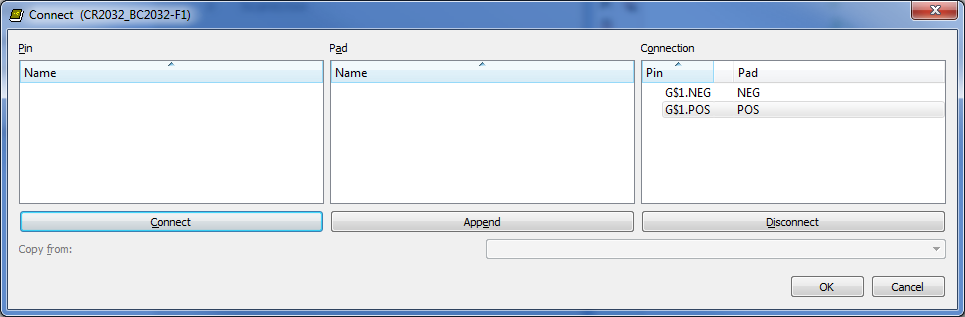 Connect (CR2032_BC2032-F1)
Pin Pad Connection
Name Name Pin Pad
G$1.NEG NEG
G$1.POS POS
Connect Append Disconnect
Copy from:
OK Cancel